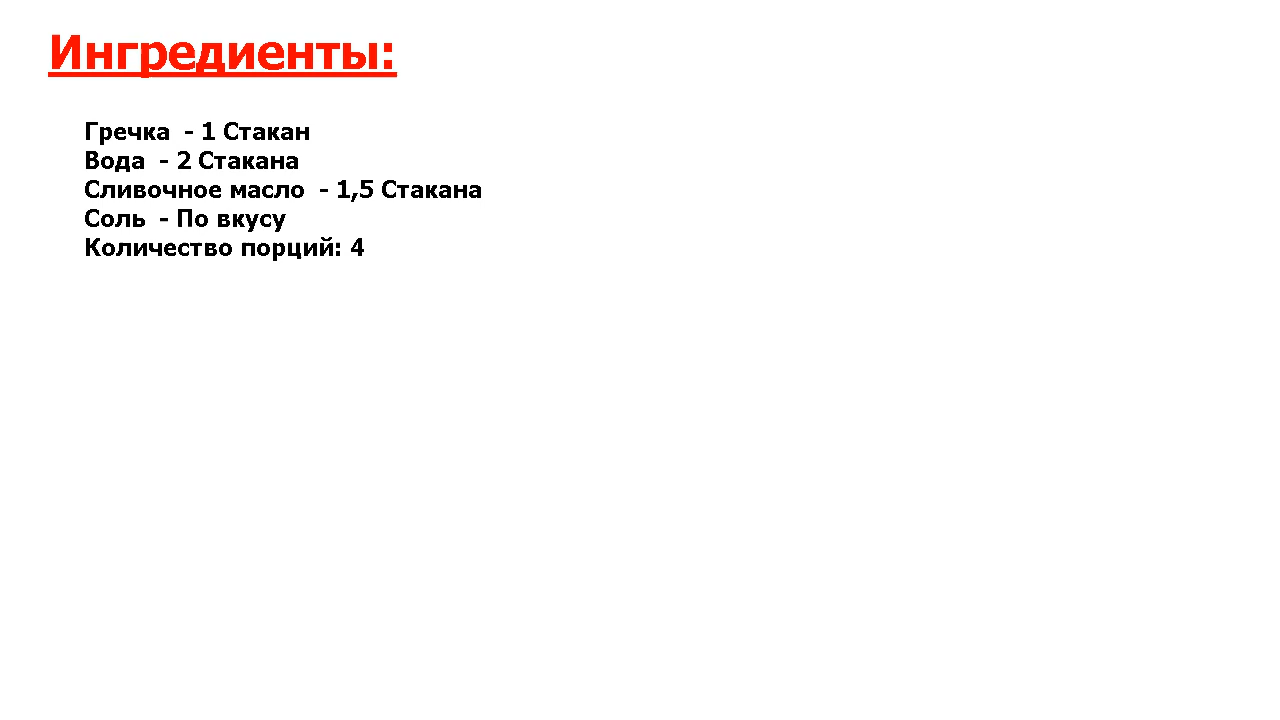 Ингредиенты:
Гречка - 1 Стакан
Вода - 2 Стакана
Сливочное масло - 1,5 Стакана
Соль - По вкусу
Количество порций: 4